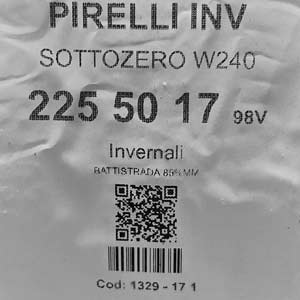 PIRELLI INV
SOTTOZERO W240
225 50 17 98V
Invernali
BATTISTRADA 85% MM
Cod: 1329 - 17 1